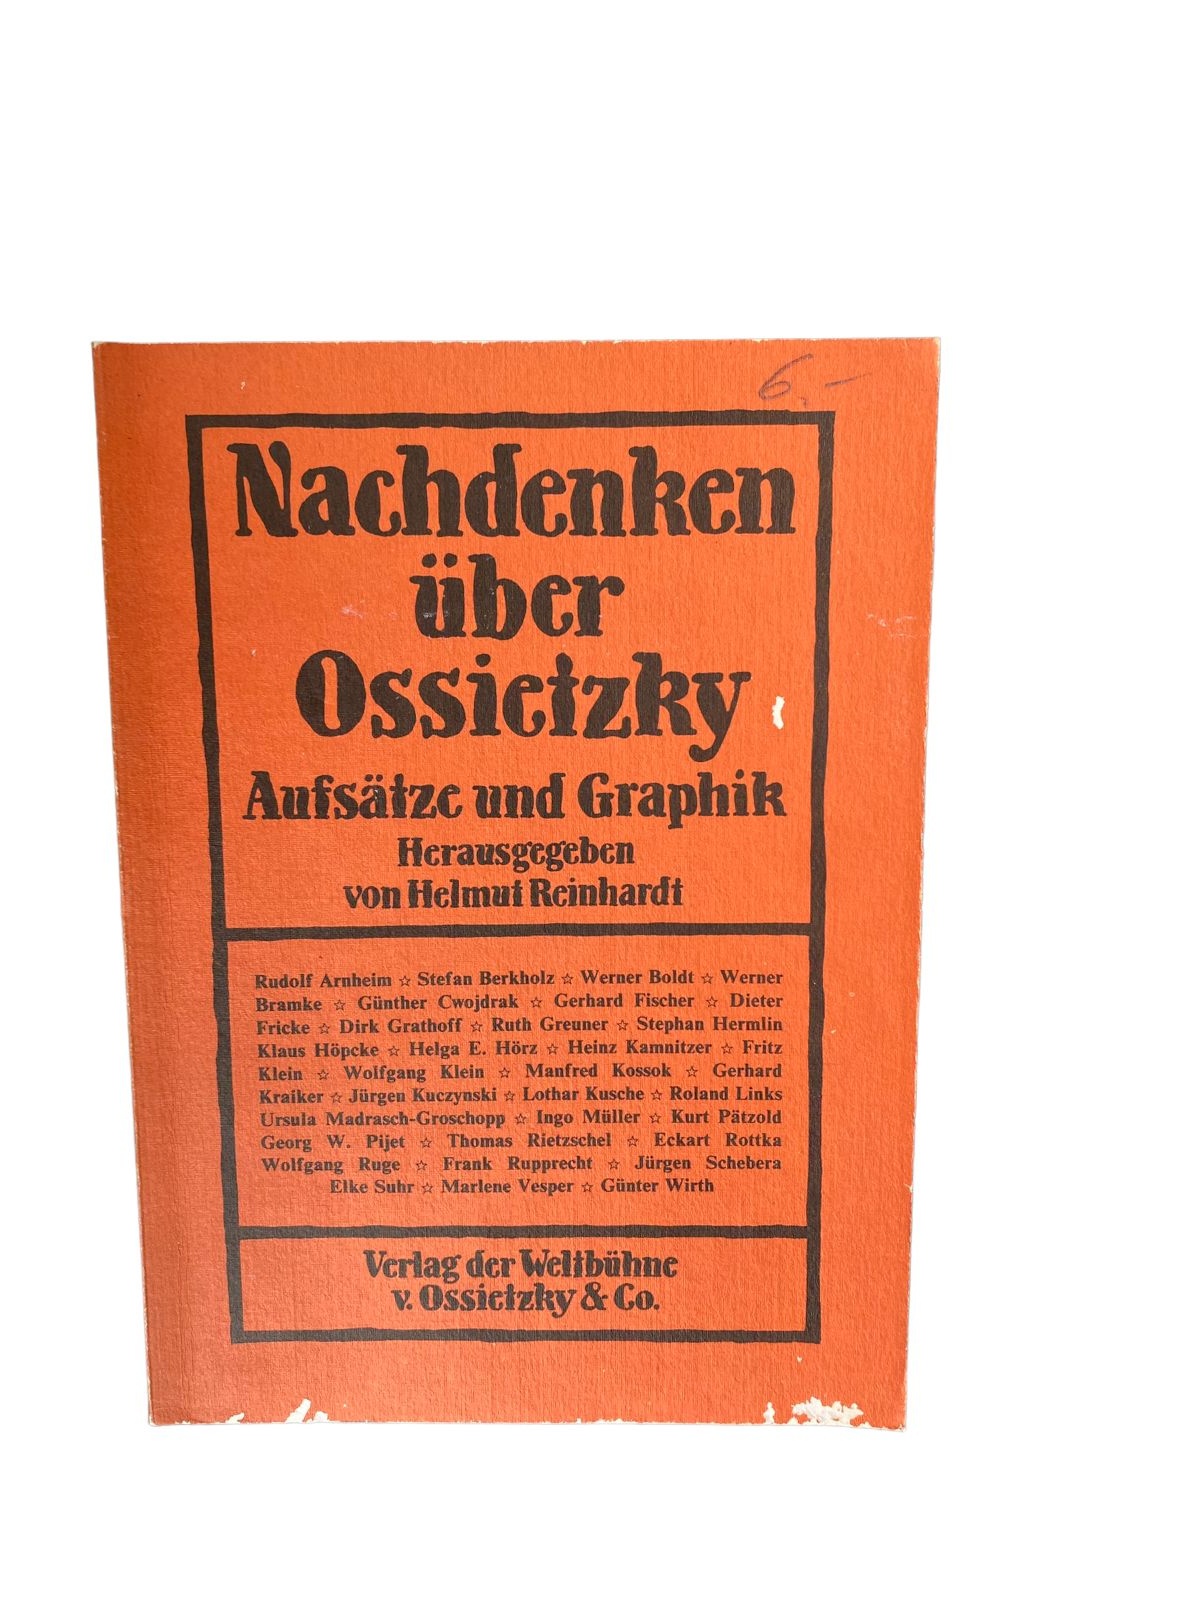 6,-
Nachdenken
über
Ossietzky
Aufsätze und Graphik
Herausgegeben
von Helmut Reinhardt
Rudolf Arnheim ☆ Stefan Berkholz ☆ Werner Boldt ☆ Werner
Bramke ☆ Günther Cwojdrak ☆ Gerhard Fischer ☆ Dieter
Fricke ☆ Dirk Grathoff ☆ Ruth Greuner ☆ Stephan Hermlin
Klaus Höpcke ☆ Helga E. Hörz ☆ Heinz Kamnitzer ☆ Fritz
Klein ☆ Wolfgang Klein ☆ Manfred Kossok ☆ Gerhard
Kraiker ☆ Jürgen Kuczynski ☆ Lothar Kusche ☆ Roland Links
Ursula Madrasch-Groschopp ☆ Ingo Müller ☆ Kurt Pätzold
Georg W. Pijet ☆ Thomas Rietzschel ☆ Eckart Rottka
Wolfgang Ruge ☆ Frank Rupprecht ☆ Jürgen Schebera
Elke Suhr ☆ Marlene Vesper ☆ Günter Wirth
Verlag der Weltbühne
v. Ossietzky & Co.